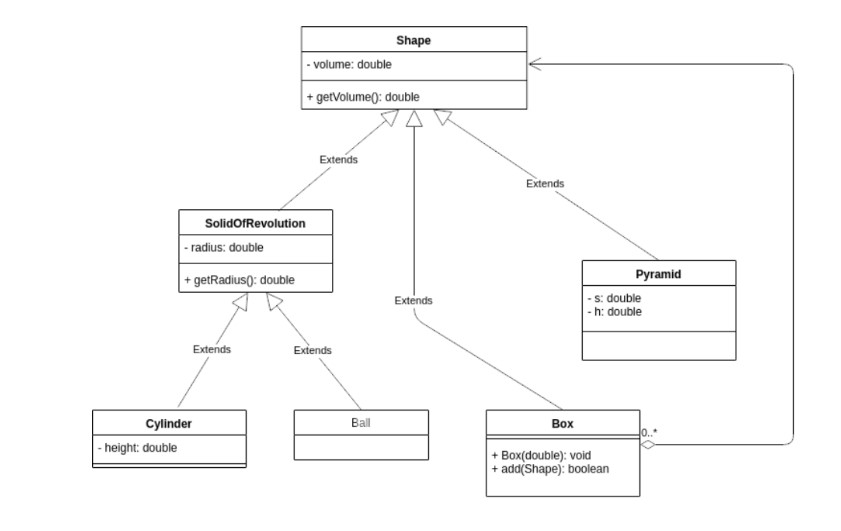 Shape
- volume: double
+ getVolume(): double
Extends
Extends
SolidOfRevolution
- radius: double
+ getRadius(): double
Pyramid
- s: double
- h: double
Extends
Extends
Extends
Cylinder
- height: double
Ball
Box
0..*
+ Box(double): void
+ add(Shape): boolean